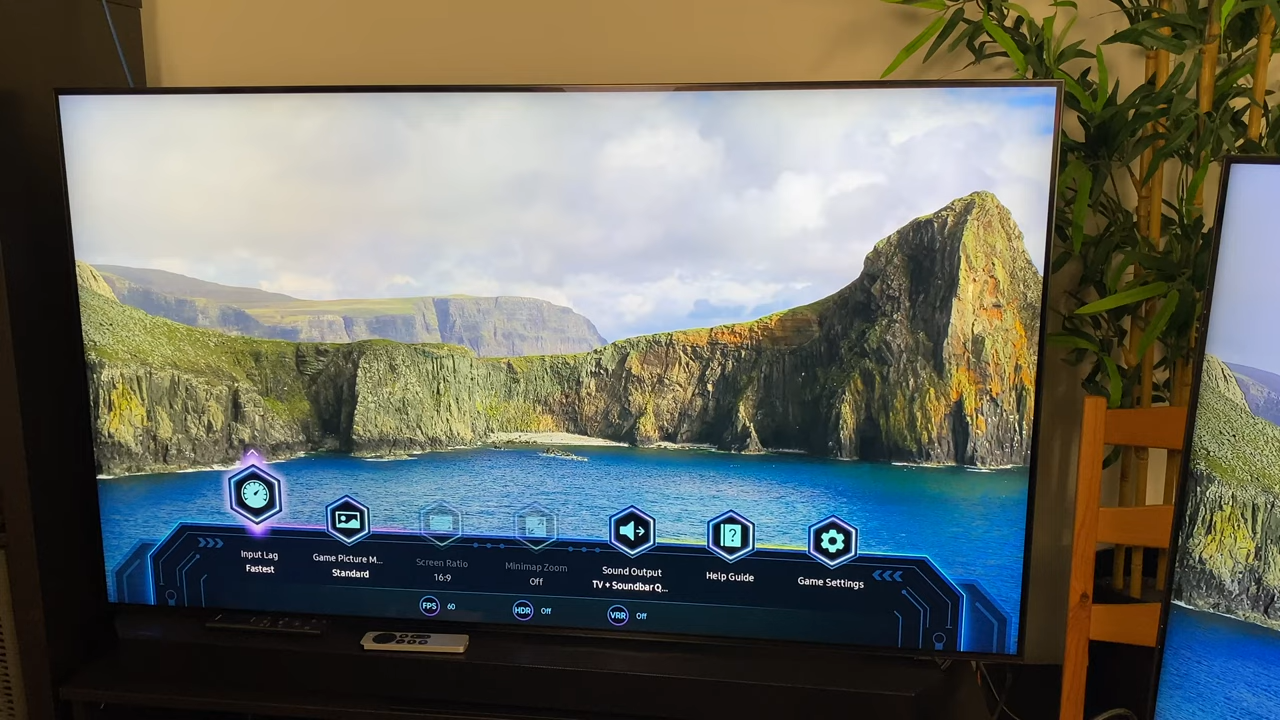 Input Lag
Fastest
Game Picture M...
Standard
Screen Ratio
16:9
Minimap Zoom
Off
Sound Output
TV + Soundbar Q...
Help Guide
Game Settings
FPS 60
HDR Off
VRR Off